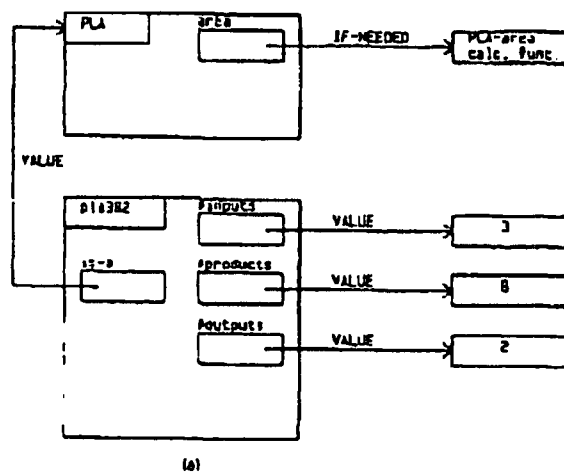 PLA
area
IF-NEEDED
PLA-area
calc. func.
VALUE
pla382
#inputs
VALUE
3
is-a
#products
VALUE
8
#outputs
VALUE
2
(a)